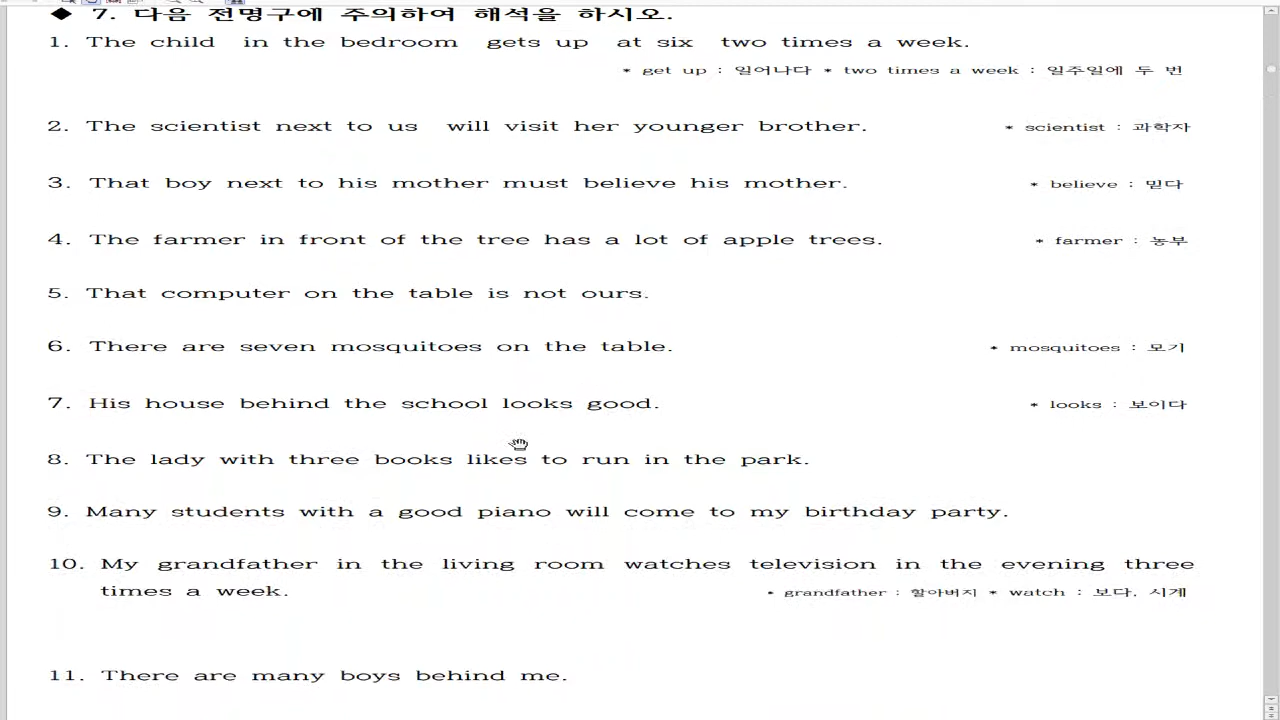 ◆ 7. 다음 전명구에 주의하여 해석을 하시오.
1. The child in the bedroom gets up at six two times a week.
* get up : 일어나다 * two times a week : 일주일에 두 번
2. The scientist next to us will visit her younger brother. * scientist : 과학자
3. That boy next to his mother must believe his mother. * believe : 믿다
4. The farmer in front of the tree has a lot of apple trees. * farmer : 농부
5. That computer on the table is not ours.
6. There are seven mosquitoes on the table. * mosquitoes : 모기
7. His house behind the school looks good. * looks : 보이다
8. The lady with three books likes to run in the park.
9. Many students with a good piano will come to my birthday party.
10. My grandfather in the living room watches television in the evening three
times a week. * grandfather : 할아버지 * watch : 보다, 시계
11. There are many boys behind me.